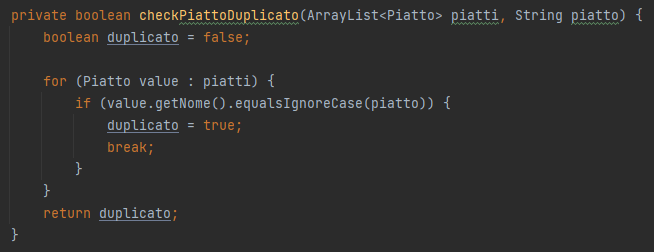 private boolean checkPiattoDuplicato(ArrayList<Piatto> piatti, String piatto) {
    boolean duplicato = false;

    for (Piatto value : piatti) {
        if (value.getNome().equalsIgnoreCase(piatto)) {
            duplicato = true;
            break;
        }
    }
    return duplicato;
}